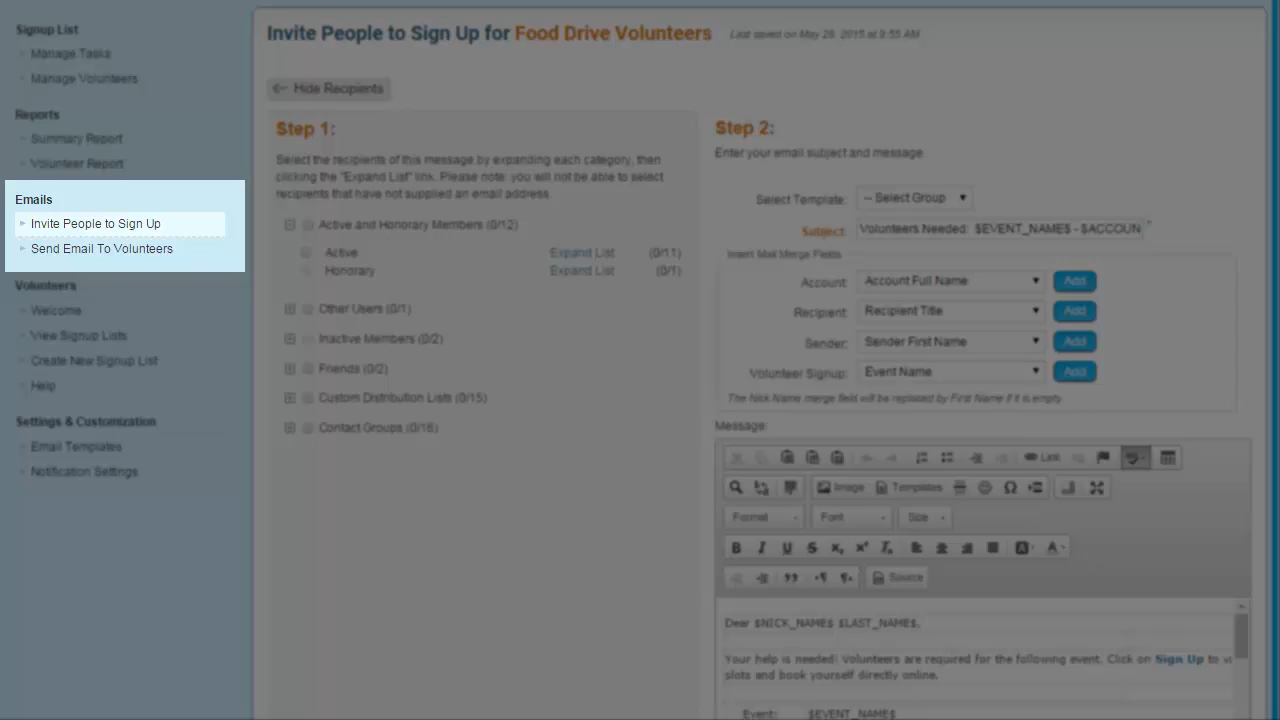 Signup List
Manage Tasks
Manage Volunteers
Reports
Summary Report
Volunteer Report
Emails
Invite People to Sign Up
Send Email To Volunteers
Volunteers
Welcome
View Signup Lists
Create New Signup List
Help
Settings & Customization
Email Templates
Notification Settings
Invite People to Sign Up for Food Drive Volunteers
Last saved on May 28, 2015 at 9:55 AM
Hide Recipients
Step 1:
Select the recipients of this message by expanding each category, then
clicking the "Expand List" link. Please note: you will not be able to select
recipients that have not supplied an email address.
Active and Honorary Members (0/12)
Active Expand List (0/11)
Honorary Expand List (0/1)
Other Users (0/1)
Inactive Members (0/2)
Friends (0/2)
Custom Distribution Lists (0/15)
Contact Groups (0/16)
Step 2:
Enter your email subject and message
Select Template: -- Select Group
Subject: Volunteers Needed: $EVENT_NAME$ - $ACCOUN *
Insert Mail Merge Fields
Account: Account Full Name Add
Recipient: Recipient Title Add
Sender: Sender First Name Add
Volunteer Signup: Event Name Add
The Nick Name merge field will be replaced by First Name if it is empty
Message:
Link
Image Templates
Format Font Size
B I U S x₂ x² Tx A A
Source
Dear $NICK_NAME$ $LAST_NAME$,
Your help is needed! Volunteers are required for the following event. Click on Sign Up to
slots and book yourself directly online.
Event: $EVENT_NAME$